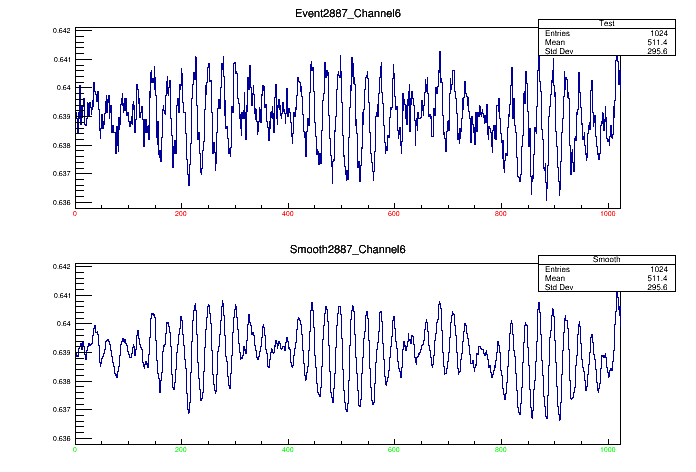 Event2887_Channel6
Test
Entries 1024
Mean 511.4
Std Dev 295.6
0.642
0.641
0.64
0.639
0.638
0.637
0.636
0 200 400 600 800 1000
Smooth2887_Channel6
Smooth
Entries 1024
Mean 511.4
Std Dev 295.6
0.642
0.641
0.64
0.639
0.638
0.637
0.636
0 200 400 600 800 1000